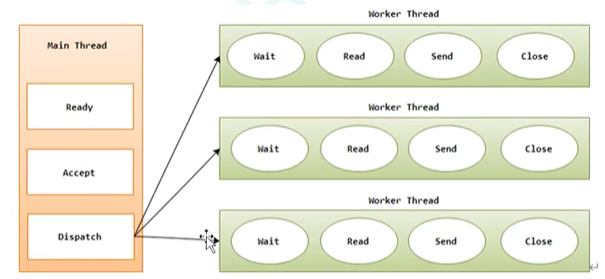 Main Thread
Ready
Accept
Dispatch
Worker Thread
Wait Read Send Close
Worker Thread
Wait Read Send Close
Worker Thread
Wait Read Send Close